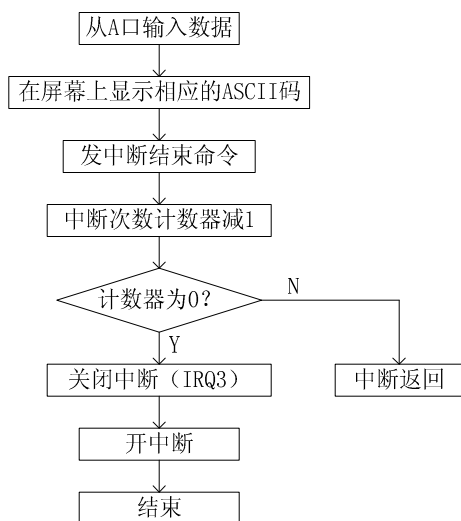 从A口输入数据
在屏幕上显示相应的ASCII码
发中断结束命令
中断次数计数器减1
计数器为0?
N
Y
关闭中断（IRQ3）
中断返回
开中断
结束